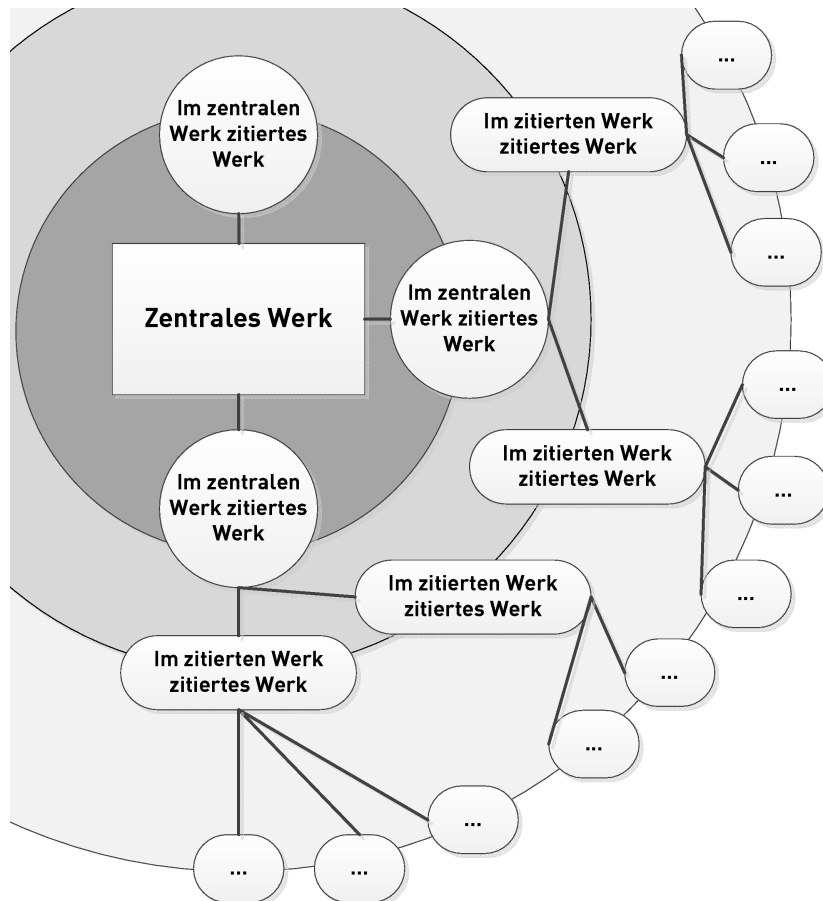 ...
Im zentralen
Werk zitiertes
Werk
Im zitierten Werk
zitiertes Werk
...
...
Zentrales Werk
Im zentralen
Werk zitiertes
Werk
...
Im zitierten Werk
zitiertes Werk
...
Im zentralen
Werk zitiertes
Werk
...
Im zitierten Werk
zitiertes Werk
Im zitierten Werk
zitiertes Werk
...
...
...
...
...